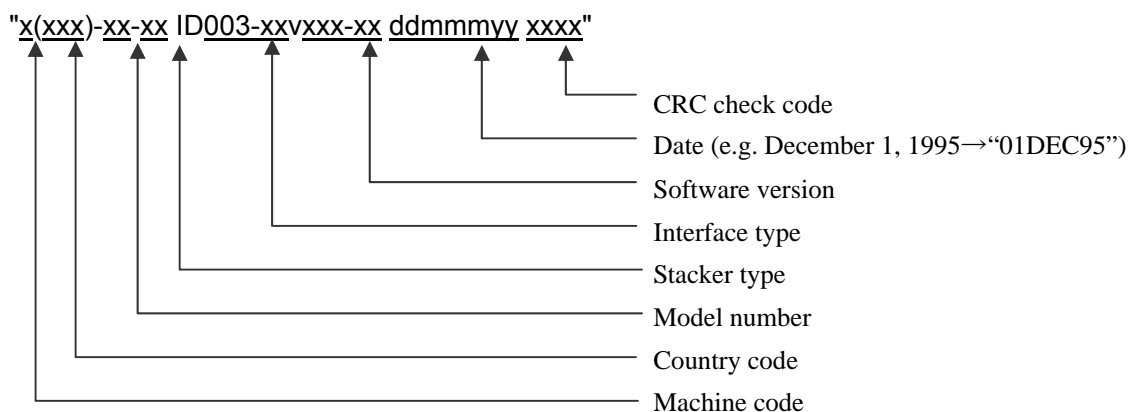 "x(xxx)-xx-xx ID003-xxvxxx-xx ddmmmyy xxxx"
CRC check code
Date (e.g. December 1, 1995→“01DEC95”)
Software version
Interface type
Stacker type
Model number
Country code
Machine code